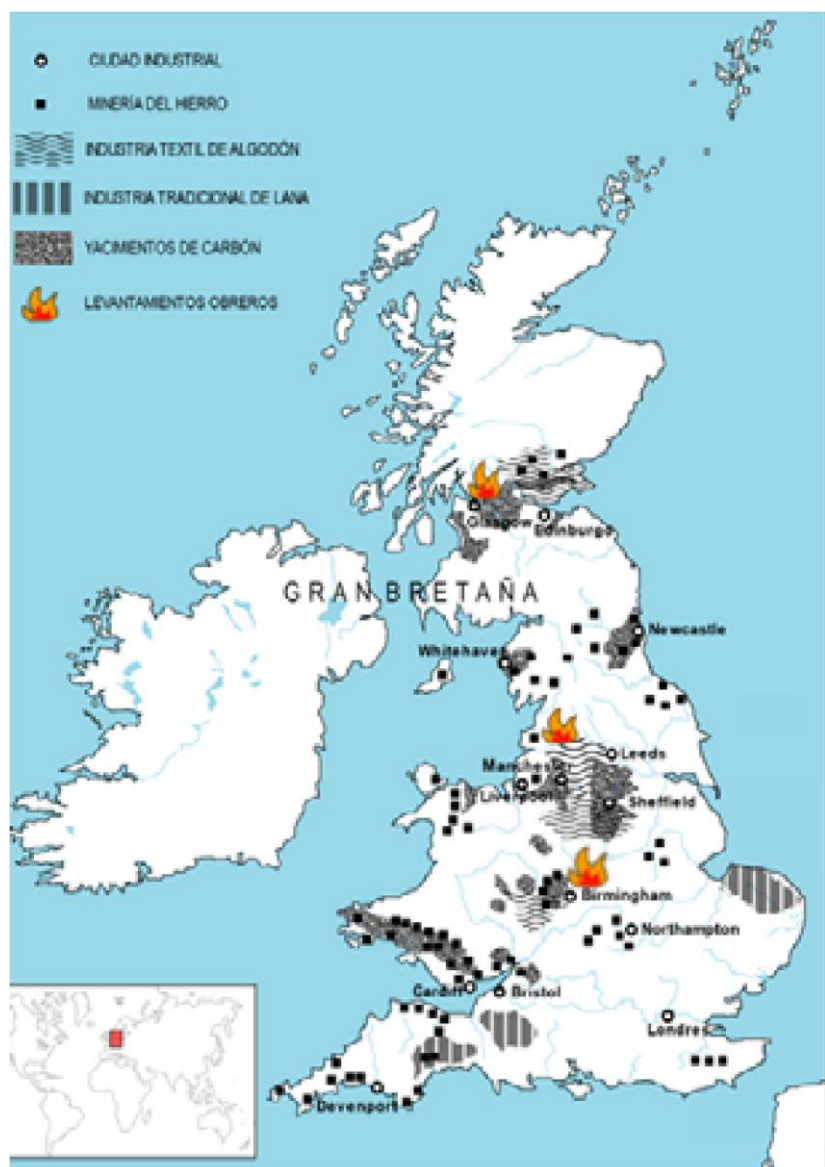 CIUDAD INDUSTRIAL
MINERÍA DEL HIERRO
INDUSTRIA TEXTIL DE ALGODÓN
INDUSTRIA TRADICIONAL DE LANA
YACIMIENTOS DE CARBÓN
LEVANTAMIENTOS OBREROS
Glasgow
Edinburgo
GRAN BRETAÑA
Newcastle
Whitehaven
Leeds
Manchester
Liverpool
Sheffield
Birmingham
Northampton
Cardiff
Bristol
Londres
Devenport